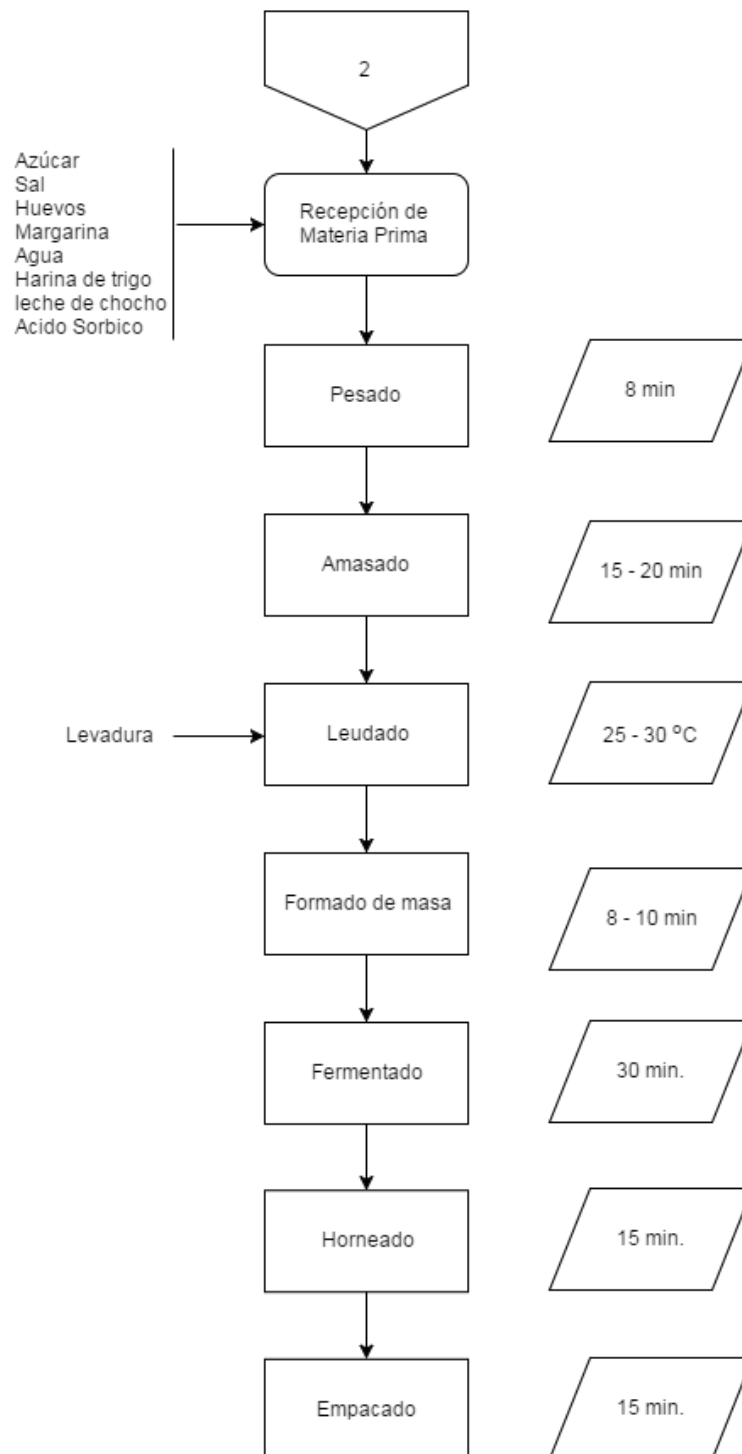 2
Azúcar
Sal
Huevos
Margarina
Agua
Harina de trigo
leche de chocho
Acido Sorbico
Recepción de
Materia Prima
Pesado
8 min
Amasado
15 - 20 min
Levadura
Leudado
25 - 30 ºC
Formado de masa
8 - 10 min
Fermentado
30 min.
Horneado
15 min.
Empacado
15 min.